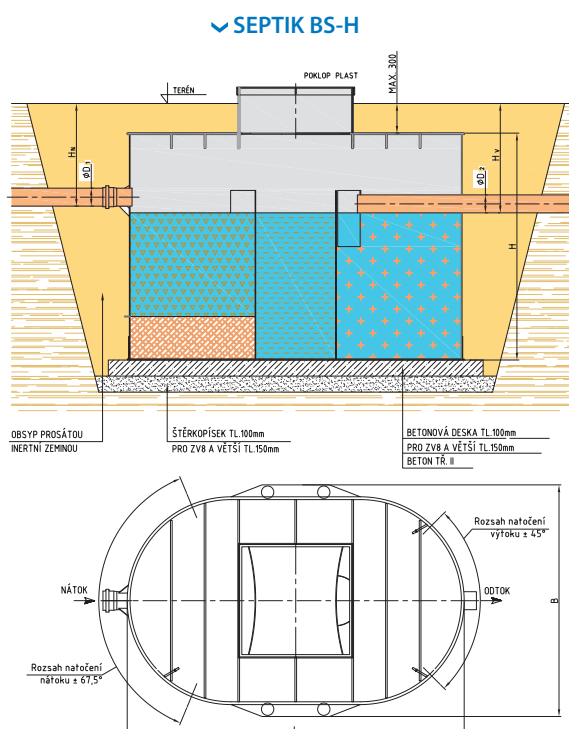 SEPTIK BS-H
TERÉN
POKLOP PLAST
MAX. 300
HN
ØD1
HV
ØD2
H
OBSYP PROSÁTOU
INERTNÍ ZEMINOU
ŠTĚRKOPÍSEK TL.100mm
PRO ZV8 A VĚTŠÍ TL.150mm
BETONOVÁ DESKA TL.100mm
PRO ZV8 A VĚTŠÍ TL.150mm
BETON TŘ. II
Rozsah natočení
výtoku ± 45°
NÁTOK
ODTOK
B
Rozsah natočení
nátoku ± 67,5°